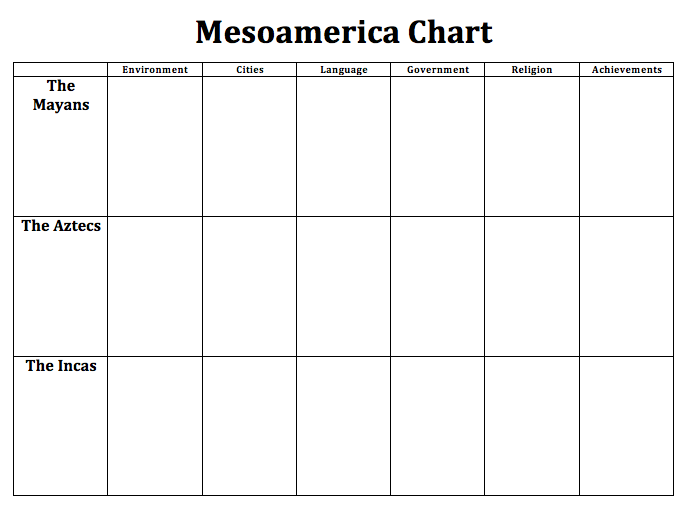 Mesoamerica Chart
Environment Cities Language Government Religion Achievements
The
Mayans
The Aztecs
The Incas